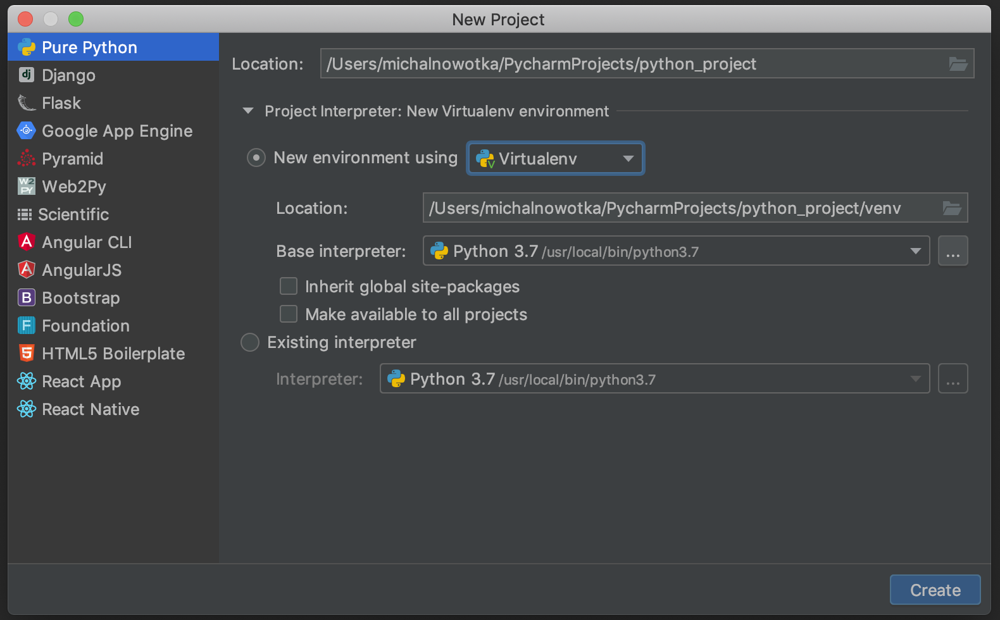 New Project
Pure Python
Django
Flask
Google App Engine
Pyramid
Web2Py
Scientific
Angular CLI
AngularJS
Bootstrap
Foundation
HTML5 Boilerplate
React App
React Native
Location: /Users/michalnowotka/PycharmProjects/python_project
Project Interpreter: New Virtualenv environment
New environment using Virtualenv
Location: /Users/michalnowotka/PycharmProjects/python_project/venv
Base interpreter: Python 3.7 /usr/local/bin/python3.7 ...
Inherit global site-packages
Make available to all projects
Existing interpreter
Interpreter: Python 3.7 /usr/local/bin/python3.7 ...
Create